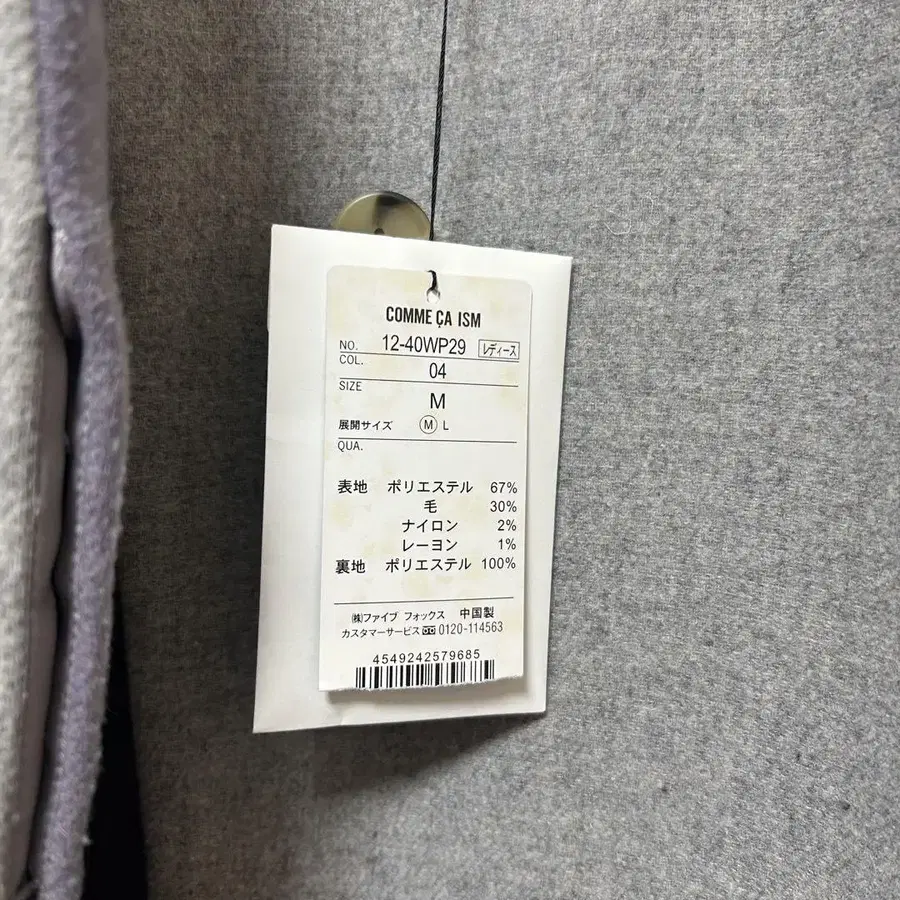 COMME ÇA ISM
NO. 12-40WP29 レディース
COL. 04
SIZE
M
展開サイズ Ⓜ L
QUA.
表地 ポリエステル 67%
毛 30%
ナイロン 2%
レーヨン 1%
裏地 ポリエステル 100%
㈱ファイブ フォックス 中国製
カスタマーサービス 0120-114563
4549242579685